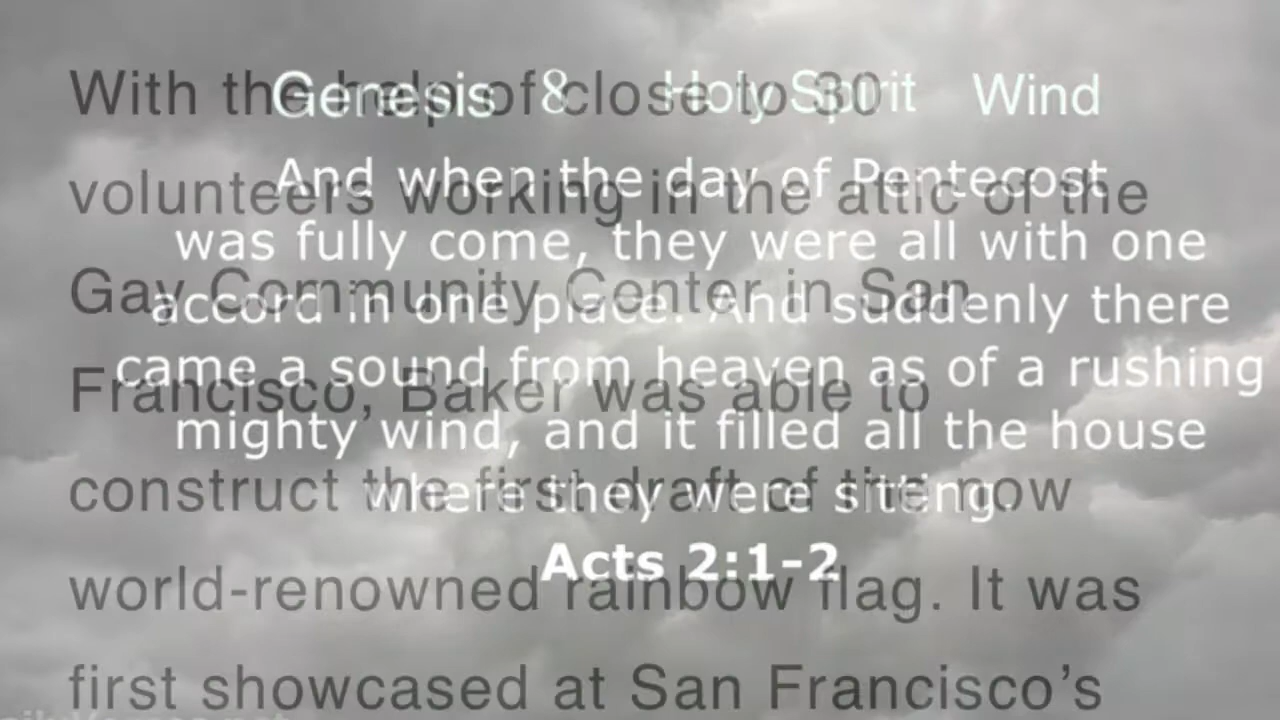 Genesis & Holy Spirit Wind
And when the day of Pentecost
was fully come, they were all with one
accord in one place. And suddenly there
came a sound from heaven as of a rushing
mighty wind, and it filled all the house
where they were sitting.
Acts 2:1-2
With the help of close to 30
volunteers working in the attic of the
Gay Community Center in San
Francisco, Baker was able to
construct the first draft of the now
world-renowned rainbow flag. It was
first showcased at San Francisco’s